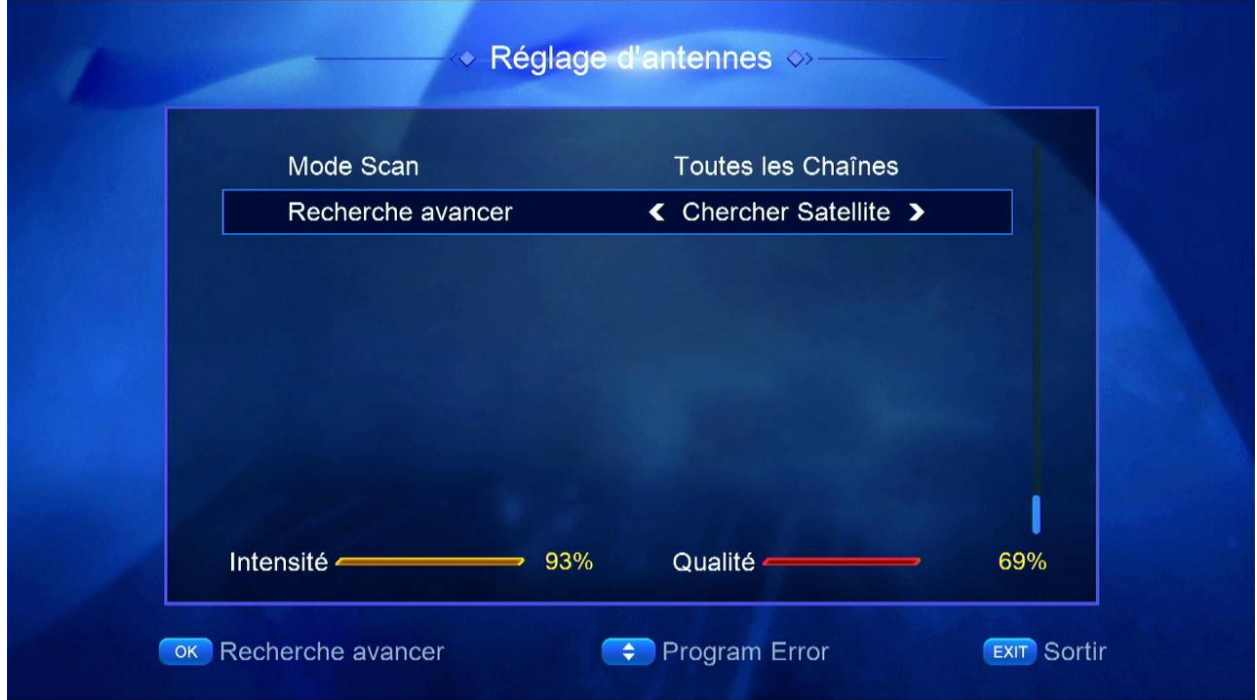 Réglage d'antennes
Mode Scan Toutes les Chaînes
Recherche avancer Chercher Satellite
Intensité 93% Qualité 69%
OK Recherche avancer Program Error EXIT Sortir